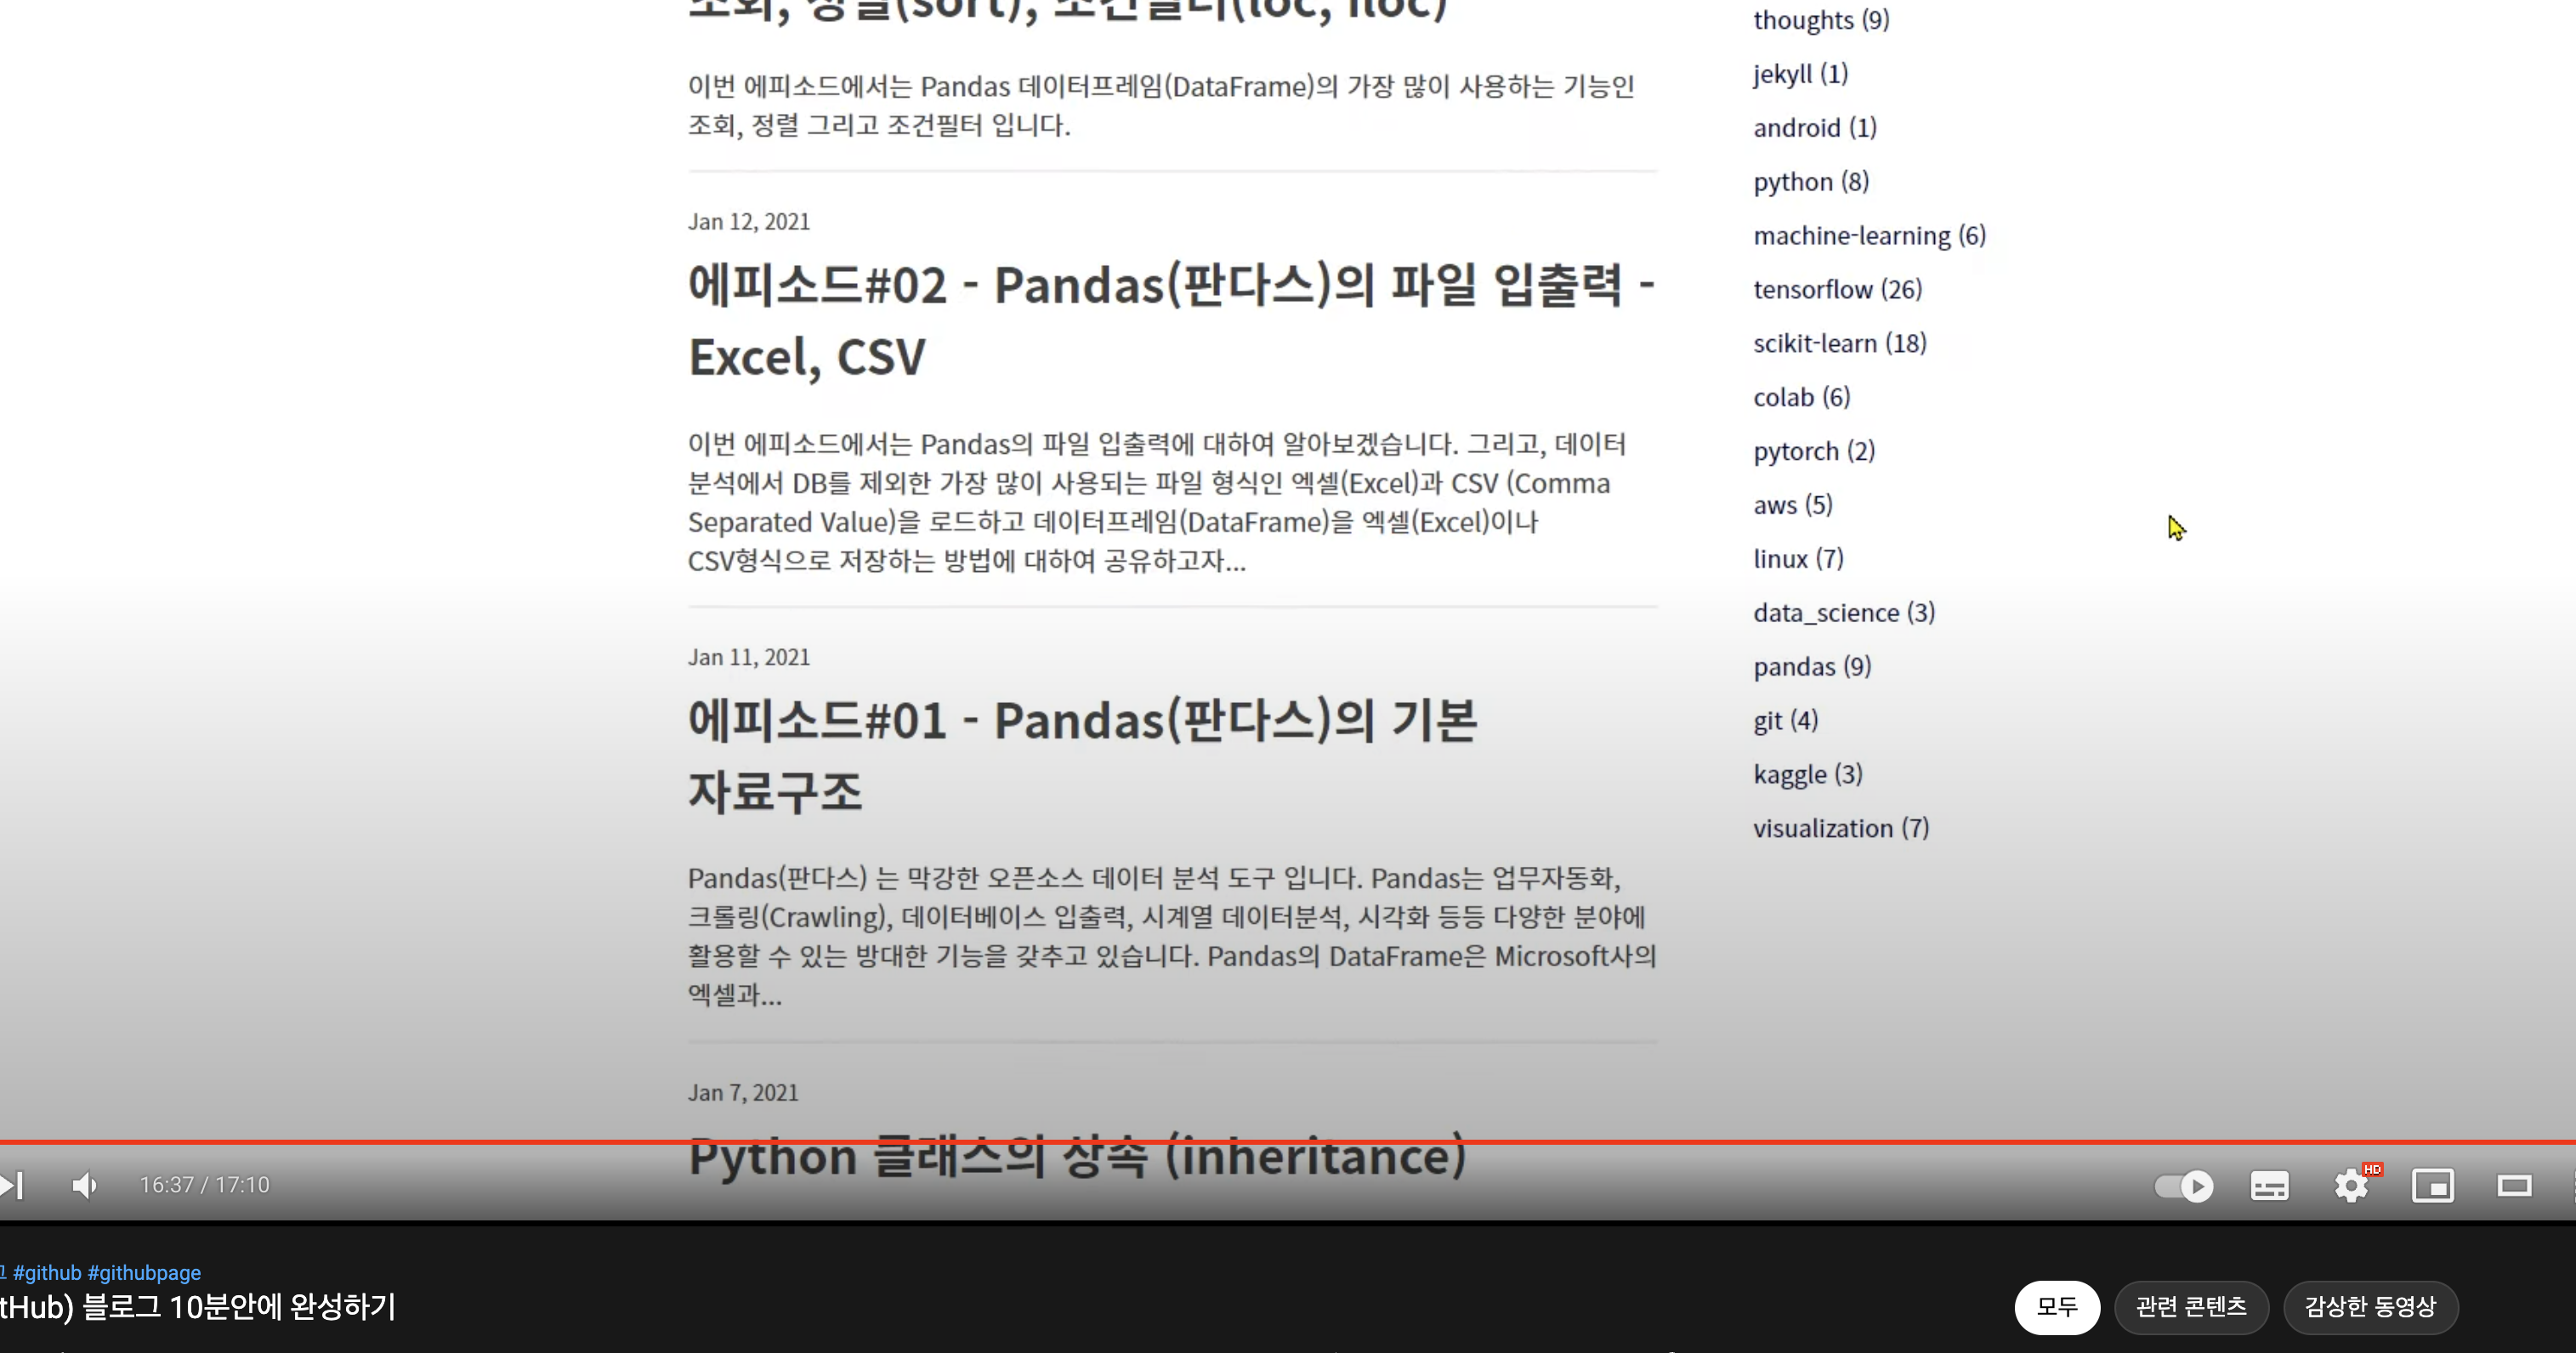 조회, 정렬(sort), 조건필터(loc, iloc)
이번 에피소드에서는 Pandas 데이터프레임(DataFrame)의 가장 많이 사용하는 기능인
조회, 정렬 그리고 조건필터 입니다.
Jan 12, 2021
에피소드#02 - Pandas(판다스)의 파일 입출력 -
Excel, CSV
이번 에피소드에서는 Pandas의 파일 입출력에 대하여 알아보겠습니다. 그리고, 데이터
분석에서 DB를 제외한 가장 많이 사용되는 파일 형식인 엑셀(Excel)과 CSV (Comma
Separated Value)을 로드하고 데이터프레임(DataFrame)을 엑셀(Excel)이나
CSV형식으로 저장하는 방법에 대하여 공유하고자...
Jan 11, 2021
에피소드#01 - Pandas(판다스)의 기본
자료구조
Pandas(판다스) 는 막강한 오픈소스 데이터 분석 도구 입니다. Pandas는 업무자동화,
크롤링(Crawling), 데이터베이스 입출력, 시계열 데이터분석, 시각화 등등 다양한 분야에
활용할 수 있는 방대한 기능을 갖추고 있습니다. Pandas의 DataFrame은 Microsoft사의
엑셀과...
Jan 7, 2021
Python 클래스의 상속 (inheritance)
thoughts (9)
jekyll (1)
android (1)
python (8)
machine-learning (6)
tensorflow (26)
scikit-learn (18)
colab (6)
pytorch (2)
aws (5)
linux (7)
data_science (3)
pandas (9)
git (4)
kaggle (3)
visualization (7)
16:37 / 17:10
HD
#github #githubpage
tHub) 블로그 10분안에 완성하기
모두
관련 콘텐츠
감상한 동영상